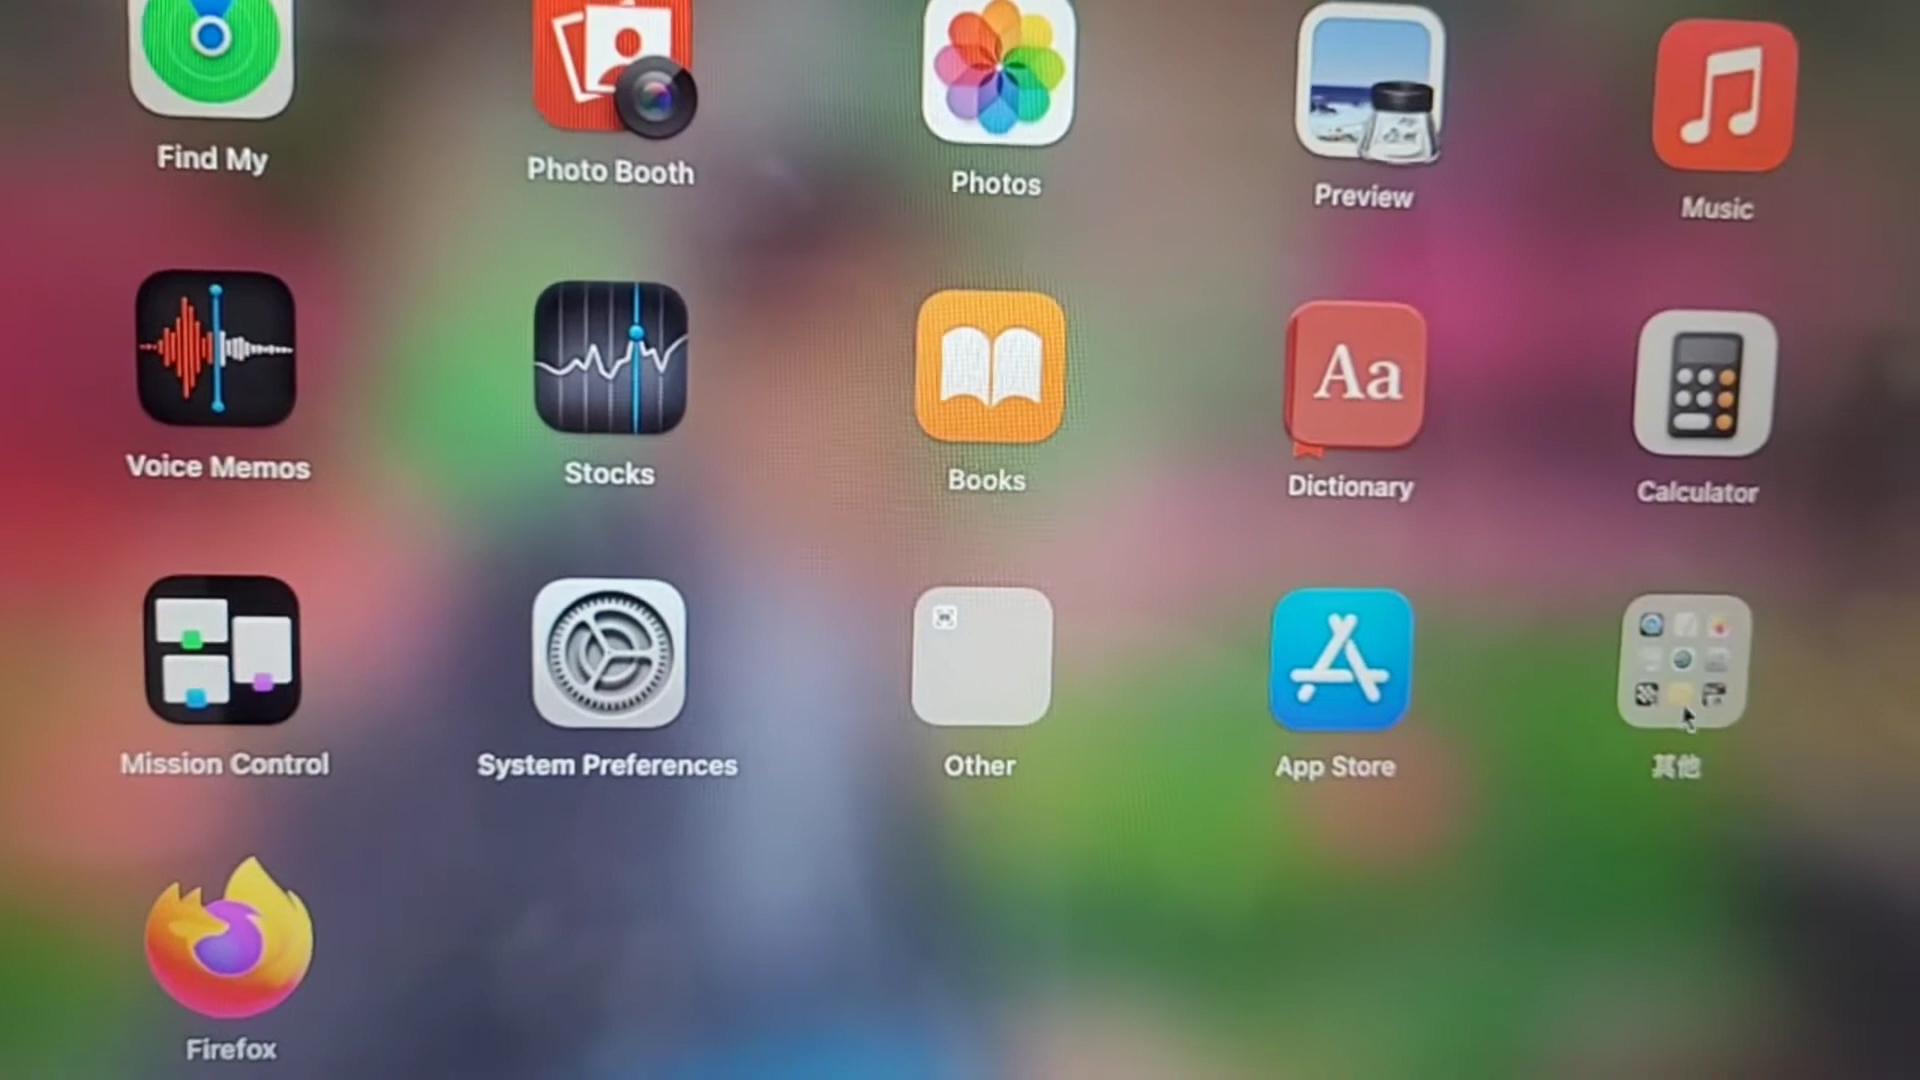 Find My
Photo Booth
Photos
Preview
Music
Voice Memos
Stocks
Books
Aa
Dictionary
Calculator
Mission Control
System Preferences
Other
App Store
其他
Firefox